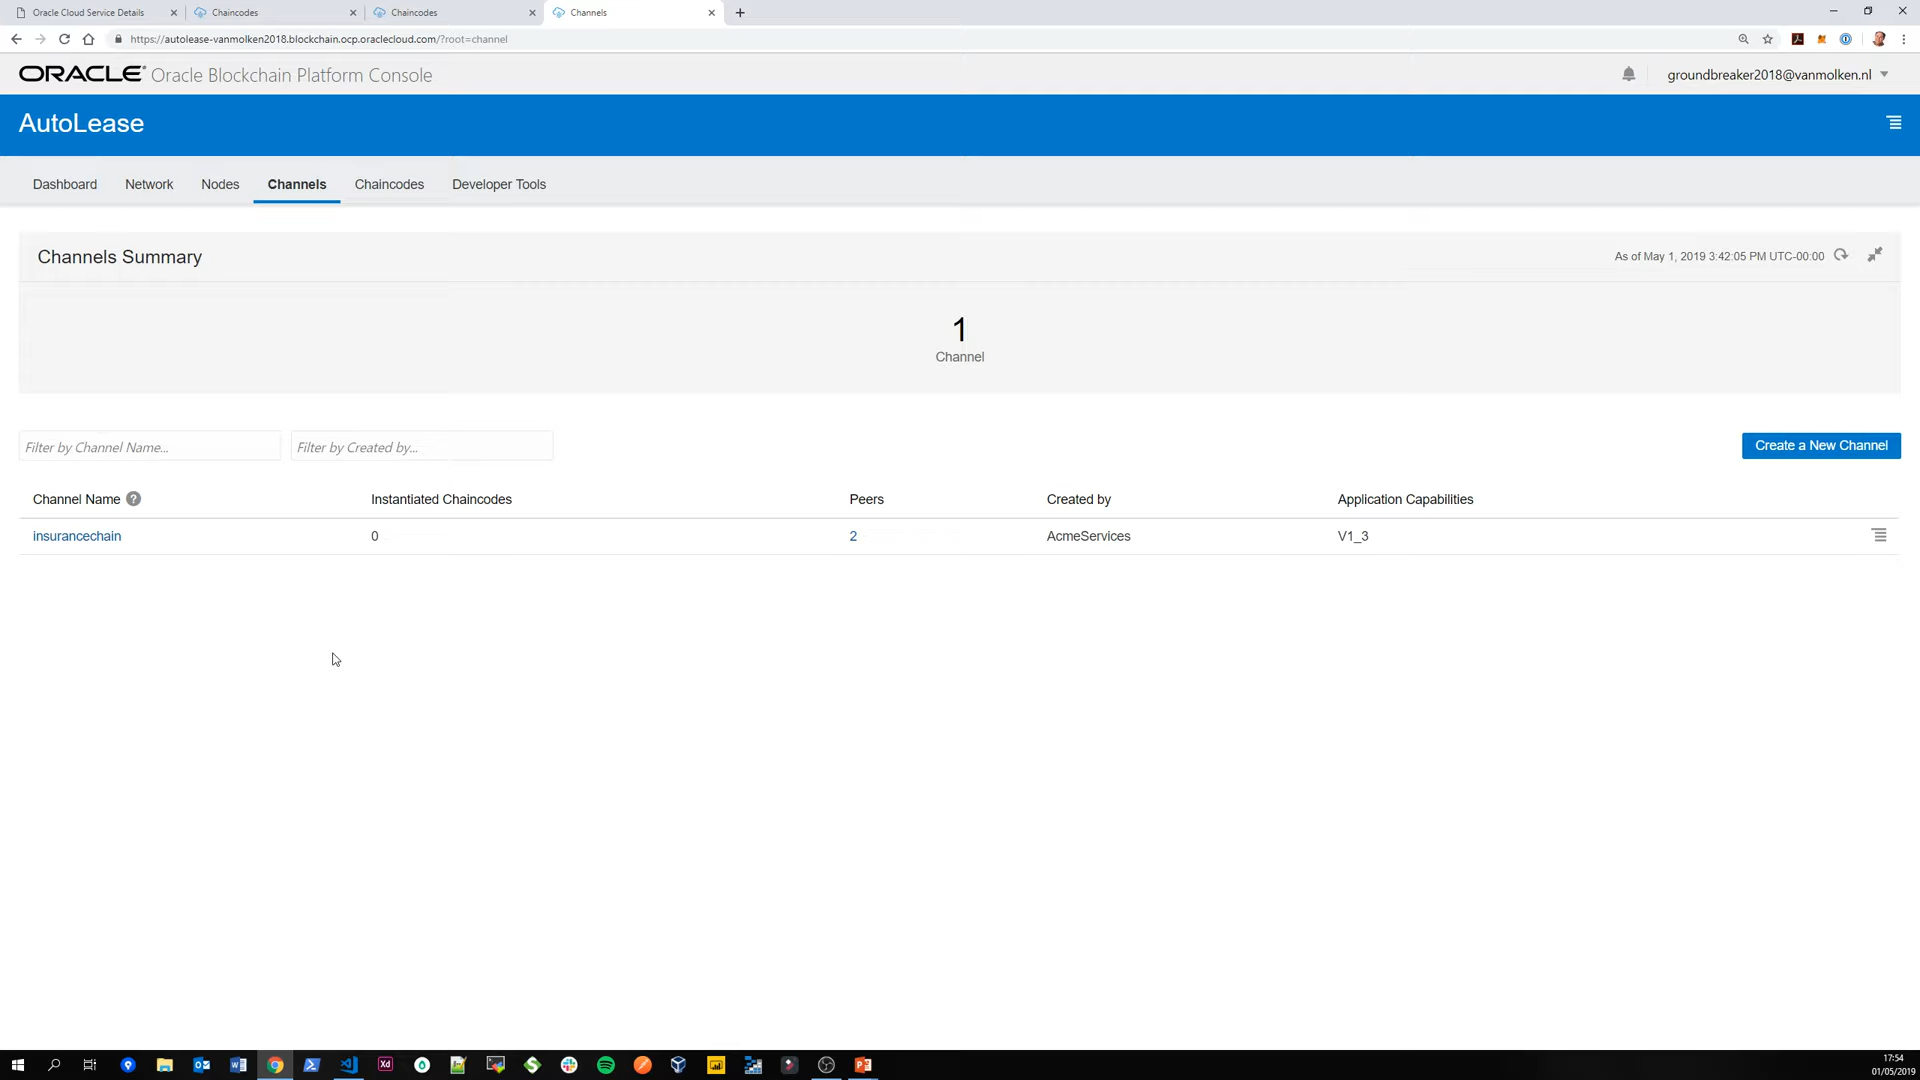 Oracle Cloud Service Details
Chaincodes
Chaincodes
Channels
https://autolease-vanmolken2018.blockchain.ocp.oraclecloud.com/?root=channel
ORACLE Oracle Blockchain Platform Console
groundbreaker2018@vanmolken.nl
AutoLease
Dashboard Network Nodes Channels Chaincodes Developer Tools
Channels Summary
As of May 1, 2019 3:42:05 PM UTC-00:00
1
Channel
Filter by Channel Name... Filter by Created by...
Create a New Channel
Channel Name ? Instantiated Chaincodes Peers Created by Application Capabilities
insurancechain 0 2 AcmeServices V1_3
17:54
01/05/2019